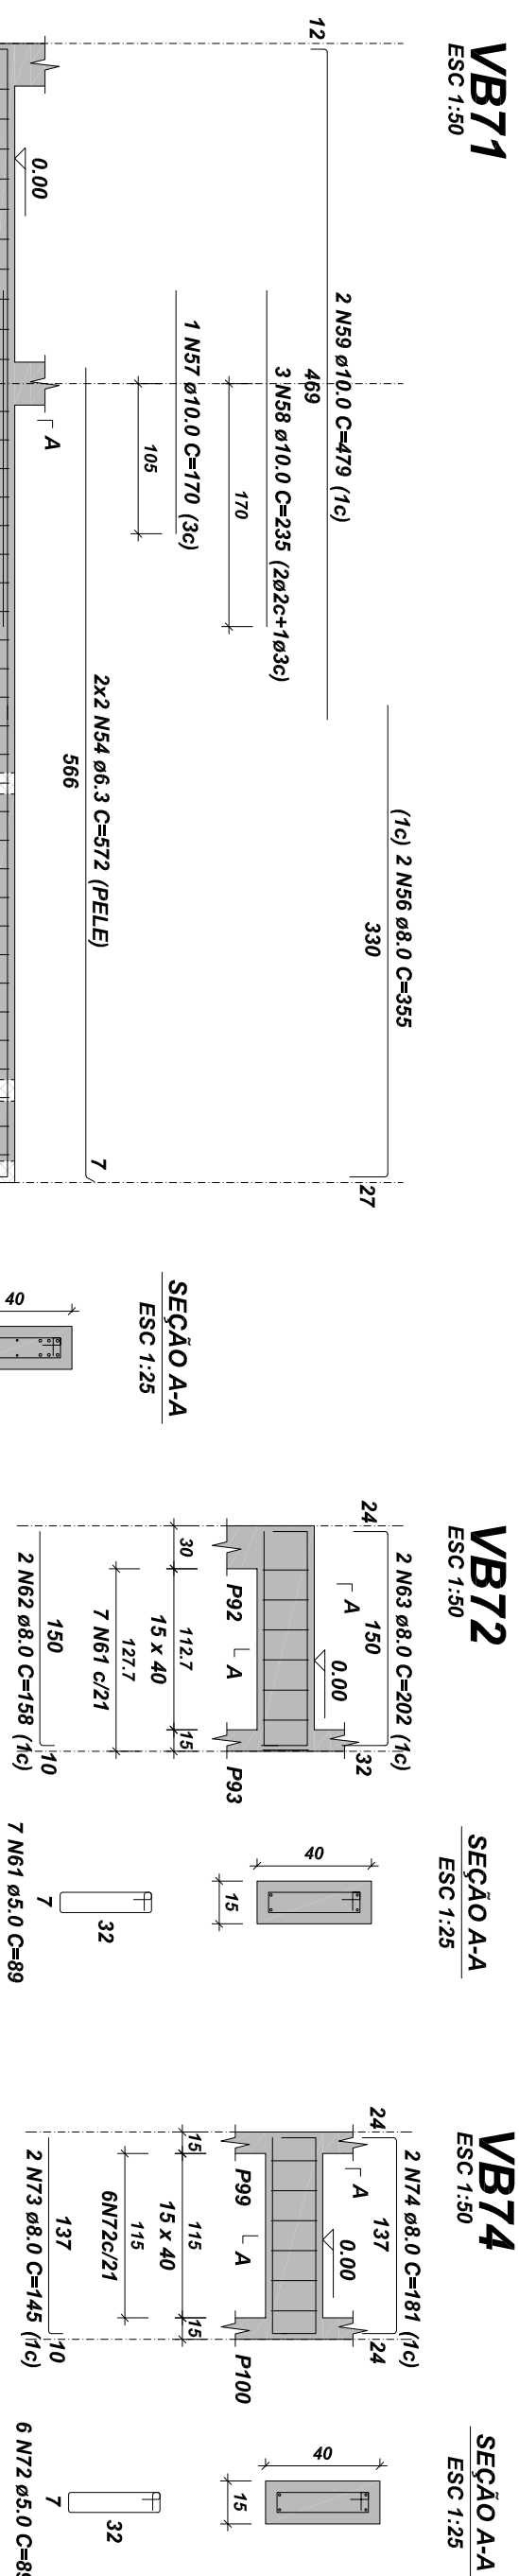 VB71
ESC 1:50
12
2 N59 ø10.0 C=479 (1c)
469
(1c) 2 N56 ø8.0 C=355
330
27
3 N58 ø10.0 C=235 (2ø2c+1ø3c)
170
1 N57 ø10.0 C=170 (3c)
105
2x2 N54 ø6.3 C=572 (PELE)
566
7
0.00
A
SEÇÃO A-A
ESC 1:25
40
VB72
ESC 1:50
2 N63 ø8.0 C=202 (1c)
24
150
32
A
0.00
P92
A
P93
30
112.7
15
15 x 40
127.7
7 N61 c/21
150
10
2 N62 ø8.0 C=158 (1c)
SEÇÃO A-A
ESC 1:25
40
15
32
7
7 N61 ø5.0 C=89
VB74
ESC 1:50
2 N74 ø8.0 C=181 (1c)
24
137
24
A
0.00
P99
A
P100
15
115
15
15 x 40
115
6N72c/21
137
10
2 N73 ø8.0 C=145 (1c)
SEÇÃO A-A
ESC 1:25
40
15
32
7
6 N72 ø5.0 C=89